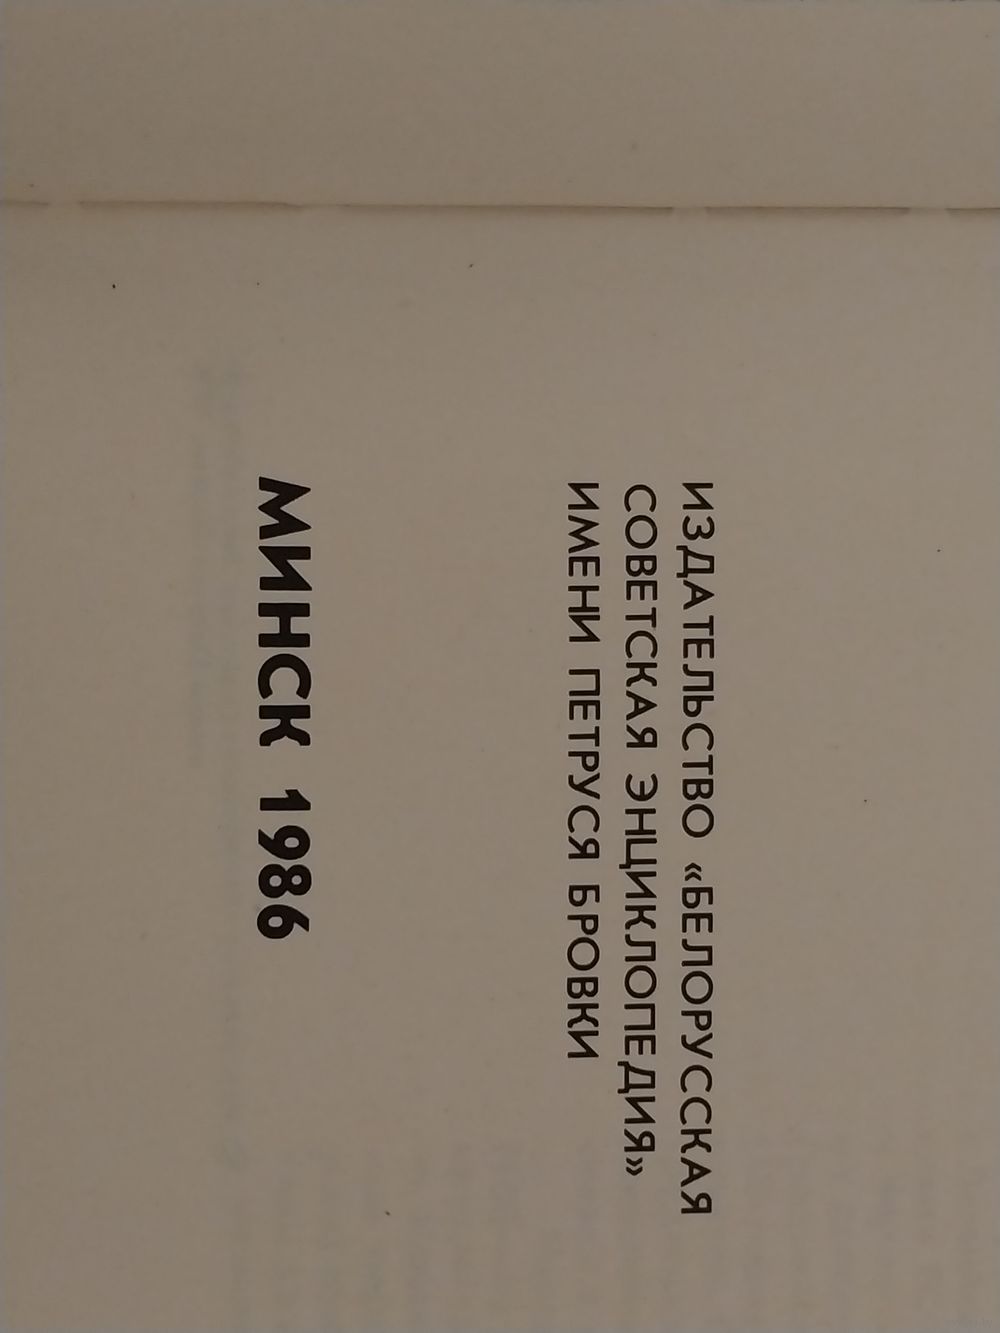 ИЗДАТЕЛЬСТВО «БЕЛОРУССКАЯ
СОВЕТСКАЯ ЭНЦИКЛОПЕДИЯ»
ИМЕНИ ПЕТРУСЯ БРОВКИ
МИНСК 1986